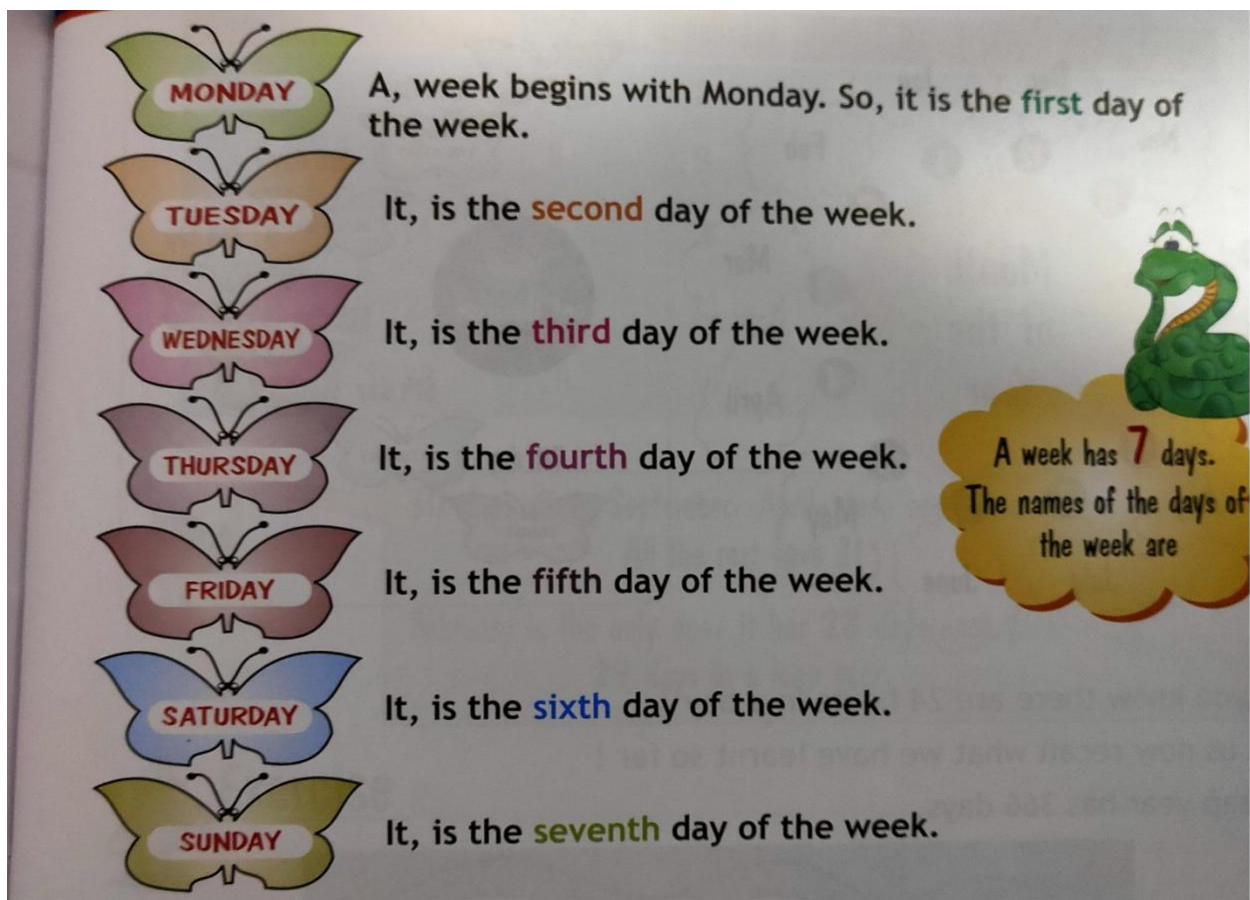 MONDAY
A, week begins with Monday. So, it is the first day of
the week.
TUESDAY
It, is the second day of the week.
WEDNESDAY
It, is the third day of the week.
THURSDAY
It, is the fourth day of the week.
A week has 7 days.
The names of the days of
the week are
FRIDAY
It, is the fifth day of the week.
SATURDAY
It, is the sixth day of the week.
SUNDAY
It, is the seventh day of the week.